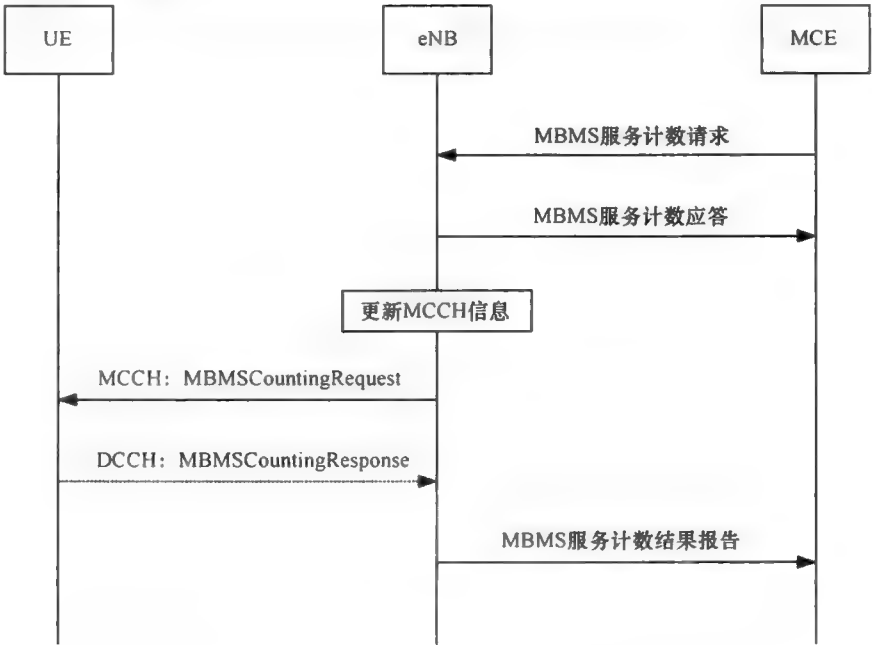 UE
eNB
MCE
MBMS服务计数请求
MBMS服务计数应答
更新MCCH信息
MCCH：MBMSCountingRequest
DCCH：MBMSCountingResponse
MBMS服务计数结果报告